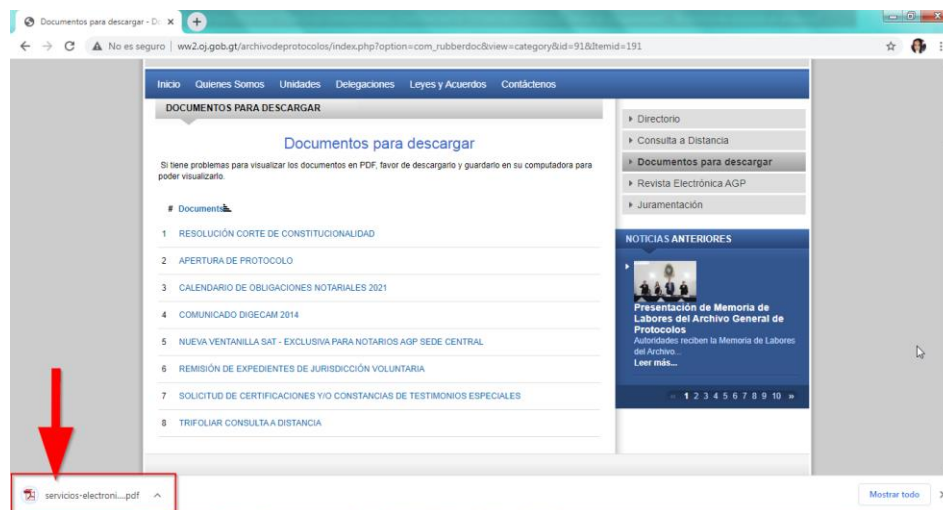 Documentos para descargar - Do
No es seguro | ww2.oj.gob.gt/archivodeprotocolos/index.php?option=com_rubberdoc&view=category&id=91&Itemid=191
Inicio Quienes Somos Unidades Delegaciones Leyes y Acuerdos Contáctenos
DOCUMENTOS PARA DESCARGAR
Documentos para descargar
Si tiene problemas para visualizar los documentos en PDF, favor de descargarlo y guardarlo en su computadora para
poder visualizarlo.
# Documents
1 RESOLUCIÓN CORTE DE CONSTITUCIONALIDAD
2 APERTURA DE PROTOCOLO
3 CALENDARIO DE OBLIGACIONES NOTARIALES 2021
4 COMUNICADO DIGECAM 2014
5 NUEVA VENTANILLA SAT - EXCLUSIVA PARA NOTARIOS AGP SEDE CENTRAL
6 REMISIÓN DE EXPEDIENTES DE JURISDICCIÓN VOLUNTARIA
7 SOLICITUD DE CERTIFICACIONES Y/O CONSTANCIAS DE TESTIMONIOS ESPECIALES
8 TRIFOLIAR CONSULTA A DISTANCIA
Directorio
Consulta a Distancia
Documentos para descargar
Revista Electrónica AGP
Juramentación
NOTICIAS ANTERIORES
Presentación de Memoria de
Labores del Archivo General de
Protocolos
Autoridades reciben la Memoria de Labores
del Archivo...
Leer más...
« 1 2 3 4 5 6 7 8 9 10 »
servicios-electroni....pdf
Mostrar todo